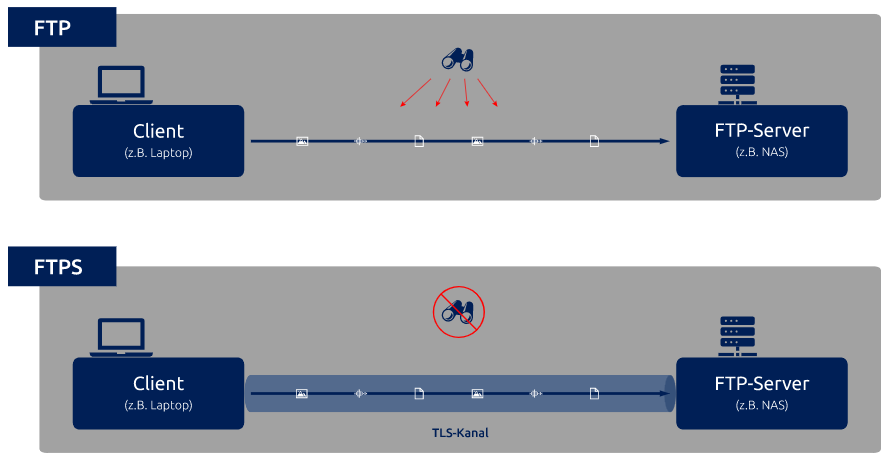 FTP
Client
(z.B. Laptop)
FTP-Server
(z.B. NAS)
FTPS
Client
(z.B. Laptop)
FTP-Server
(z.B. NAS)
TLS-Kanal